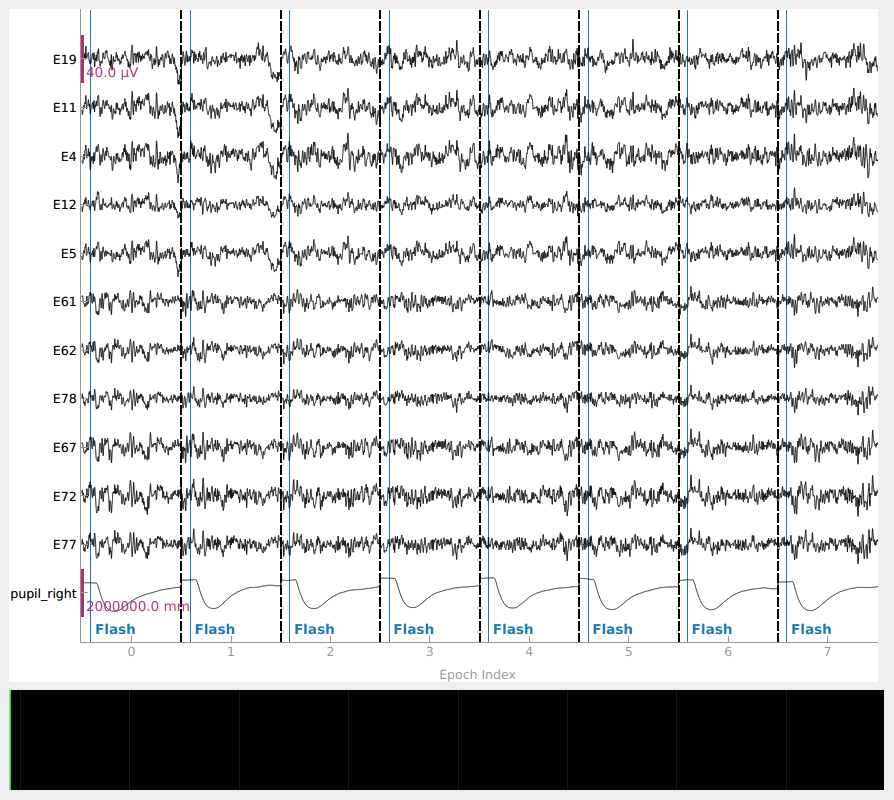 E19
40.0 µV
E11
E4
E12
E5
E61
E62
E78
E67
E72
E77
pupil_right
2000000.0 mm
Flash Flash Flash Flash Flash Flash Flash Flash
0 1 2 3 4 5 6 7
Epoch Index